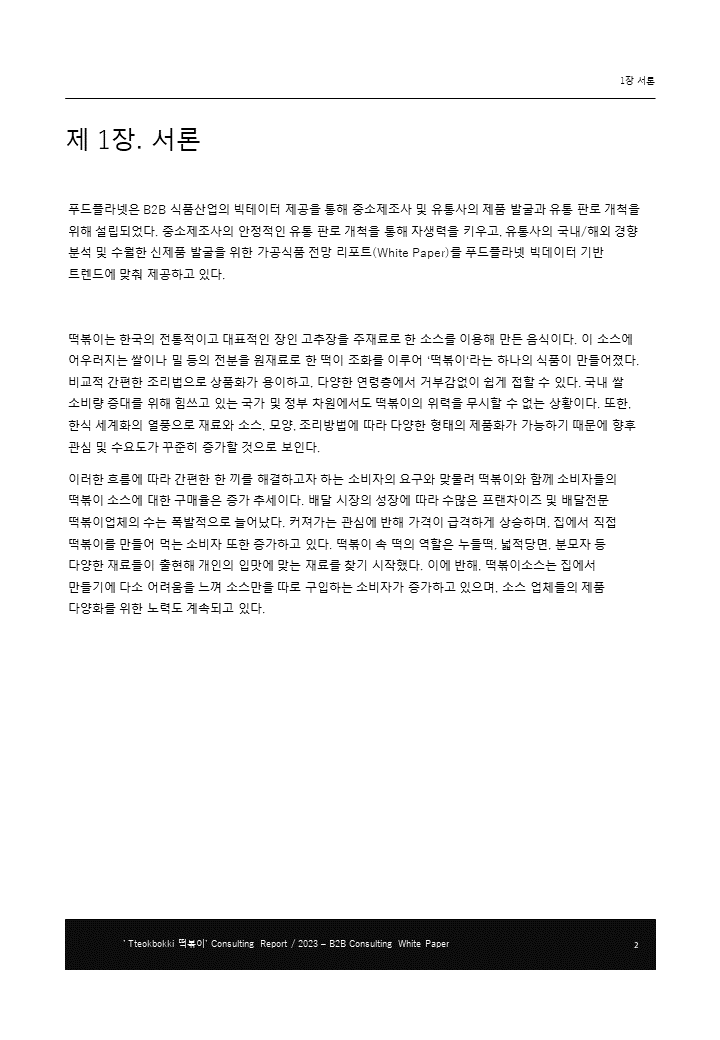 1장 서론
제 1장. 서론
푸드플라넷은 B2B 식품산업의 빅테이터 제공을 통해 중소제조사 및 유통사의 제품 발굴과 유통 판로 개척을
위해 설립되었다. 중소제조사의 안정적인 유통 판로 개척을 통해 자생력을 키우고, 유통사의 국내/해외 경향
분석 및 수월한 신제품 발굴을 위한 가공식품 전망 리포트(White Paper)를 푸드플라넷 빅데이터 기반
트렌드에 맞춰 제공하고 있다.
떡볶이는 한국의 전통적이고 대표적인 장인 고추장을 주재료로 한 소스를 이용해 만든 음식이다. 이 소스에
어우러지는 쌀이나 밀 등의 전분을 원재료로 한 떡이 조화를 이루어 '떡볶이'라는 하나의 식품이 만들어졌다.
비교적 간편한 조리법으로 상품화가 용이하고, 다양한 연령층에서 거부감없이 쉽게 접할 수 있다. 국내 쌀
소비량 증대를 위해 힘쓰고 있는 국가 및 정부 차원에서도 떡볶이의 위력을 무시할 수 없는 상황이다. 또한,
한식 세계화의 열풍으로 재료와 소스, 모양, 조리방법에 따라 다양한 형태의 제품화가 가능하기 때문에 향후
관심 및 수요도가 꾸준히 증가할 것으로 보인다.
이러한 흐름에 따라 간편한 한 끼를 해결하고자 하는 소비자의 요구와 맞물려 떡볶이와 함께 소비자들의
떡볶이 소스에 대한 구매율은 증가 추세이다. 배달 시장의 성장에 따라 수많은 프랜차이즈 및 배달전문
떡볶이업체의 수는 폭발적으로 늘어났다. 커져가는 관심에 반해 가격이 급격하게 상승하며, 집에서 직접
떡볶이를 만들어 먹는 소비자 또한 증가하고 있다. 떡볶이 속 떡의 역할은 누들떡, 넓적당면, 분모자 등
다양한 재료들이 출현해 개인의 입맛에 맞는 재료를 찾기 시작했다. 이에 반해, 떡볶이소스는 집에서
만들기에 다소 어려움을 느껴 소스만을 따로 구입하는 소비자가 증가하고 있으며, 소스 업체들의 제품
다양화를 위한 노력도 계속되고 있다.
` Tteokbokki 떡볶이' Consulting Report / 2023 – B2B Consulting White Paper
2